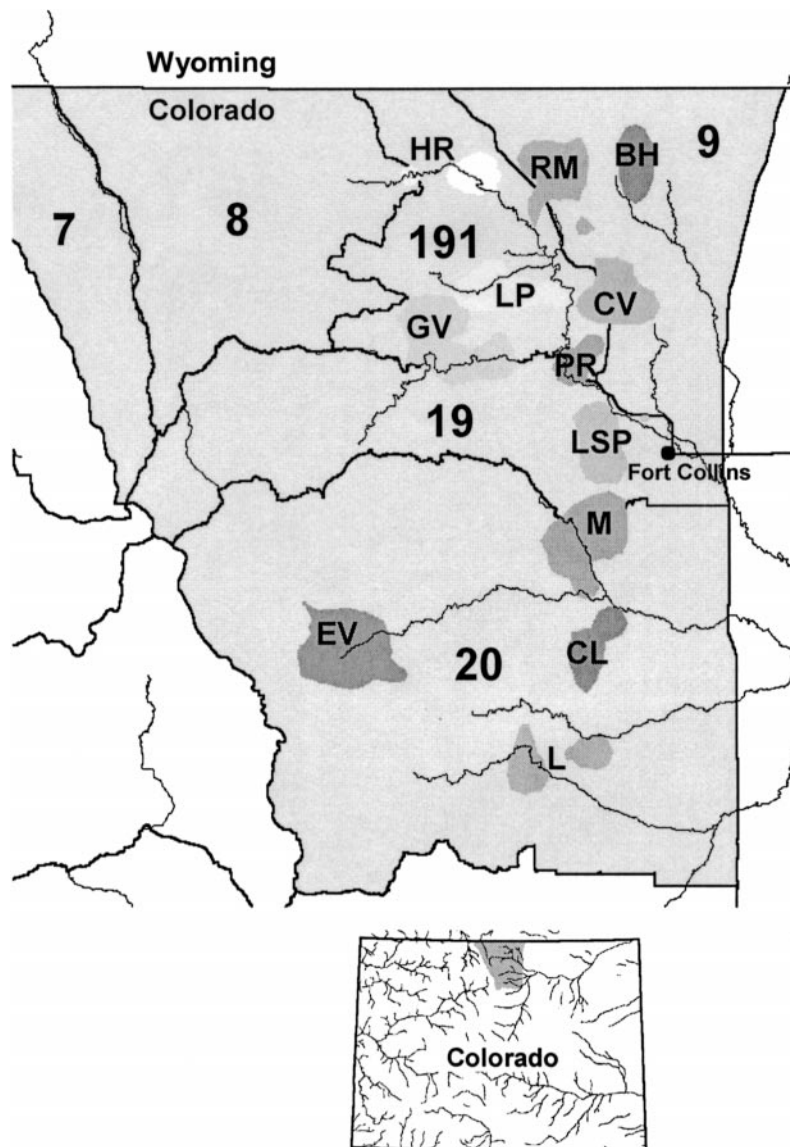 Wyoming
Colorado
HR
RM
BH
9
7
8
191
LP
CV
GV
PR
19
LSP
Fort Collins
M
EV
20
CL
L
Colorado